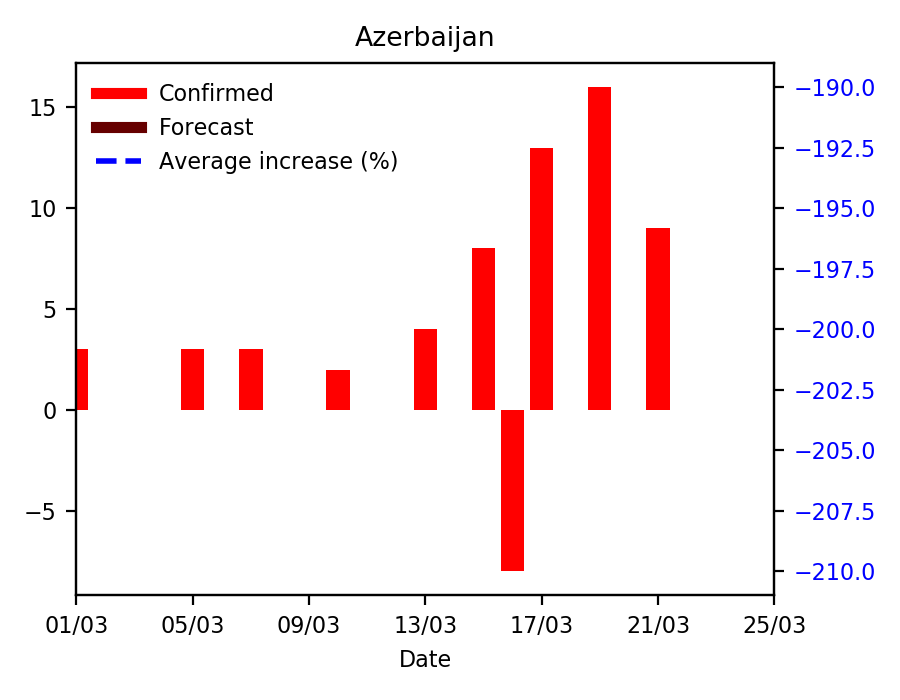 Azerbaijan
Confirmed
Forecast
Average increase (%)
15
10
5
0
−5
−190.0
−192.5
−195.0
−197.5
−200.0
−202.5
−205.0
−207.5
−210.0
01/03 05/03 09/03 13/03 17/03 21/03 25/03
Date